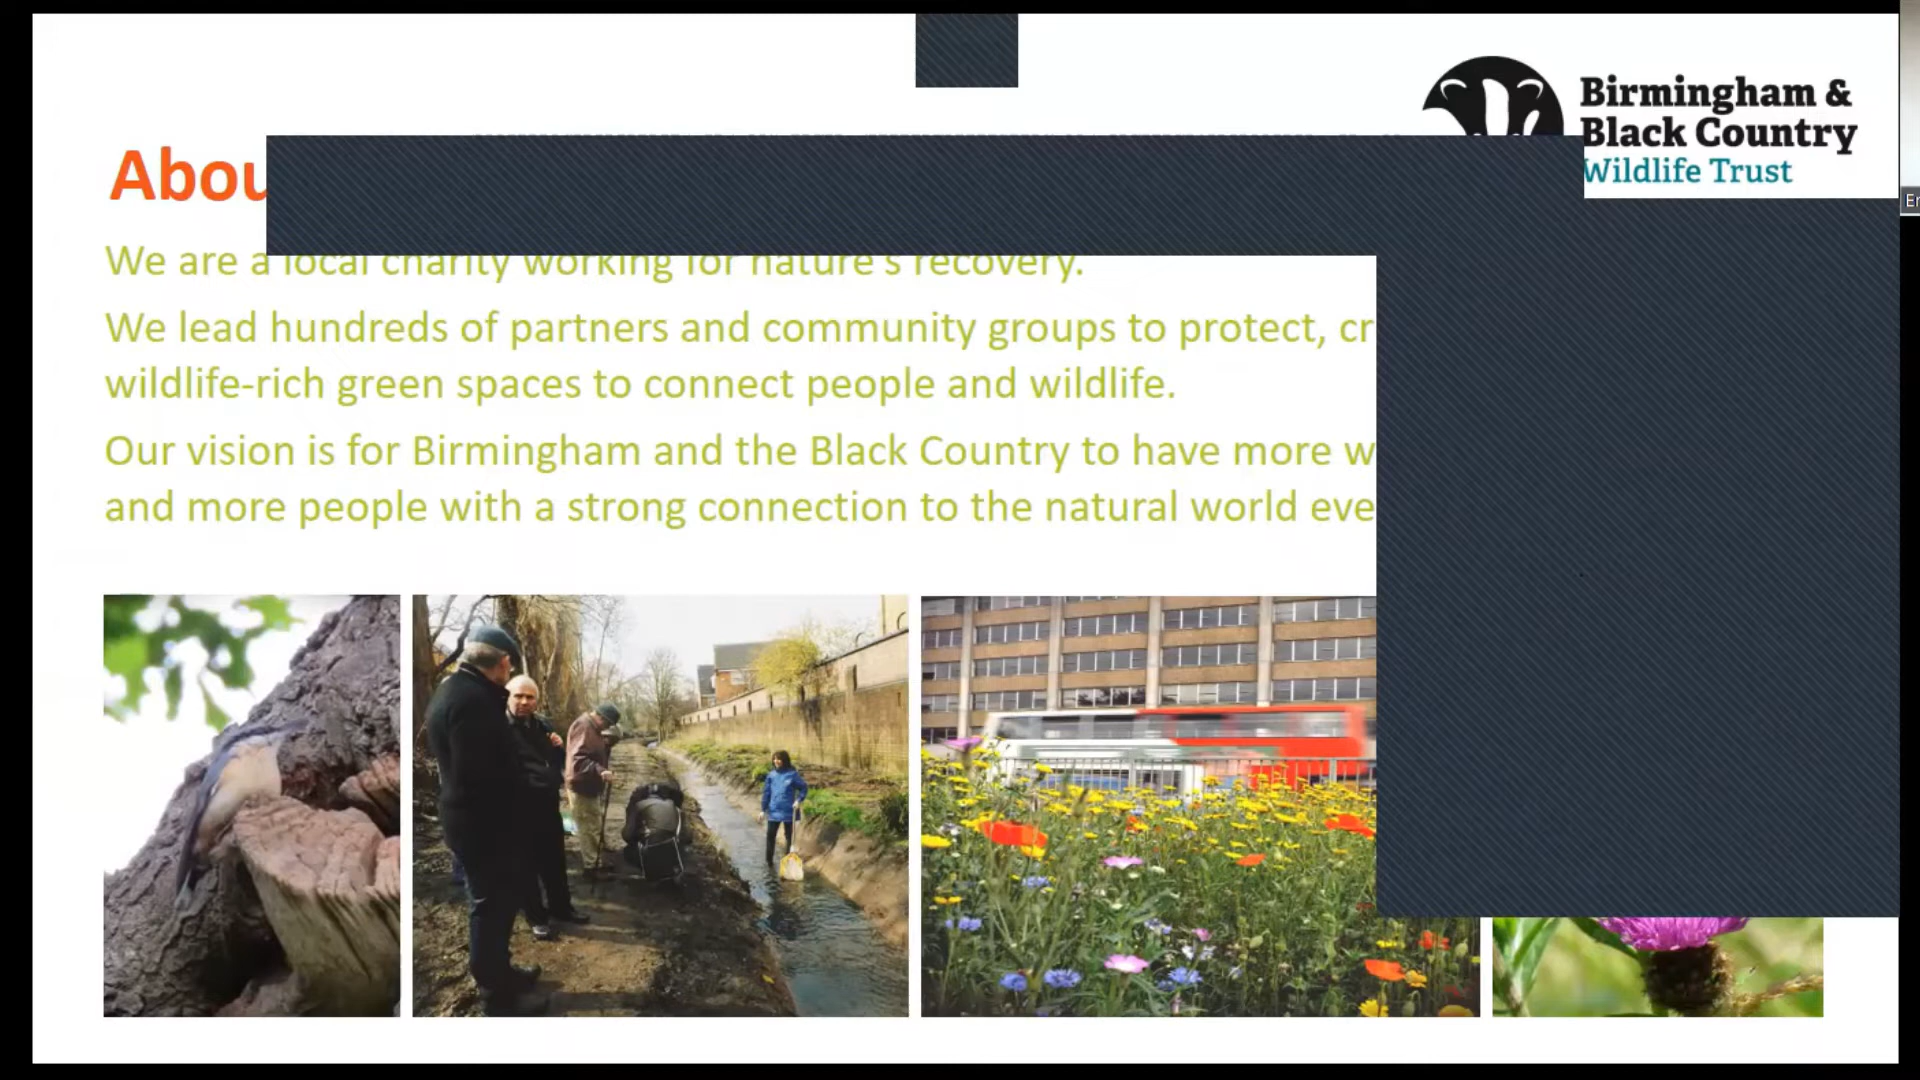 Birmingham &
Black Country
Wildlife Trust
Abou
We are a local charity working for nature's recovery.
We lead hundreds of partners and community groups to protect, cr
wildlife-rich green spaces to connect people and wildlife.
Our vision is for Birmingham and the Black Country to have more w
and more people with a strong connection to the natural world eve
Er